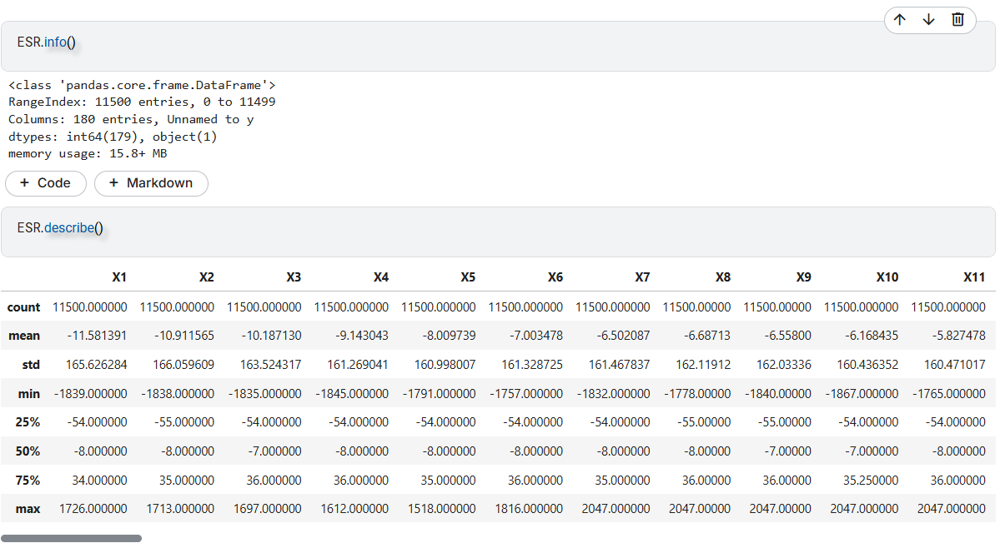 ESR.info()
<class 'pandas.core.frame.DataFrame'>
RangeIndex: 11500 entries, 0 to 11499
Columns: 180 entries, Unnamed to y
dtypes: int64(179), object(1)
memory usage: 15.8+ MB
+ Code + Markdown
ESR.describe()
X1 X2 X3 X4 X5 X6 X7 X8 X9 X10 X11
count 11500.000000 11500.000000 11500.000000 11500.000000 11500.000000 11500.000000 11500.000000 11500.00000 11500.00000 11500.000000 11500.000000
mean -11.581391 -10.911565 -10.187130 -9.143043 -8.009739 -7.003478 -6.502087 -6.68713 -6.55800 -6.168435 -5.827478
std 165.626284 166.059609 163.524317 161.269041 160.998007 161.328725 161.467837 162.11912 162.03336 160.436352 160.471017
min -1839.000000 -1838.000000 -1835.000000 -1845.000000 -1791.000000 -1757.000000 -1832.000000 -1778.00000 -1840.00000 -1867.000000 -1765.000000
25% -54.000000 -55.000000 -54.000000 -54.000000 -54.000000 -54.000000 -54.000000 -55.00000 -55.00000 -54.000000 -54.000000
50% -8.000000 -8.000000 -7.000000 -8.000000 -8.000000 -8.000000 -8.000000 -8.00000 -7.00000 -7.000000 -8.000000
75% 34.000000 35.000000 36.000000 36.000000 35.000000 36.000000 35.000000 36.00000 36.00000 35.250000 36.000000
max 1726.000000 1713.000000 1697.000000 1612.000000 1518.000000 1816.000000 2047.000000 2047.00000 2047.00000 2047.000000 2047.000000